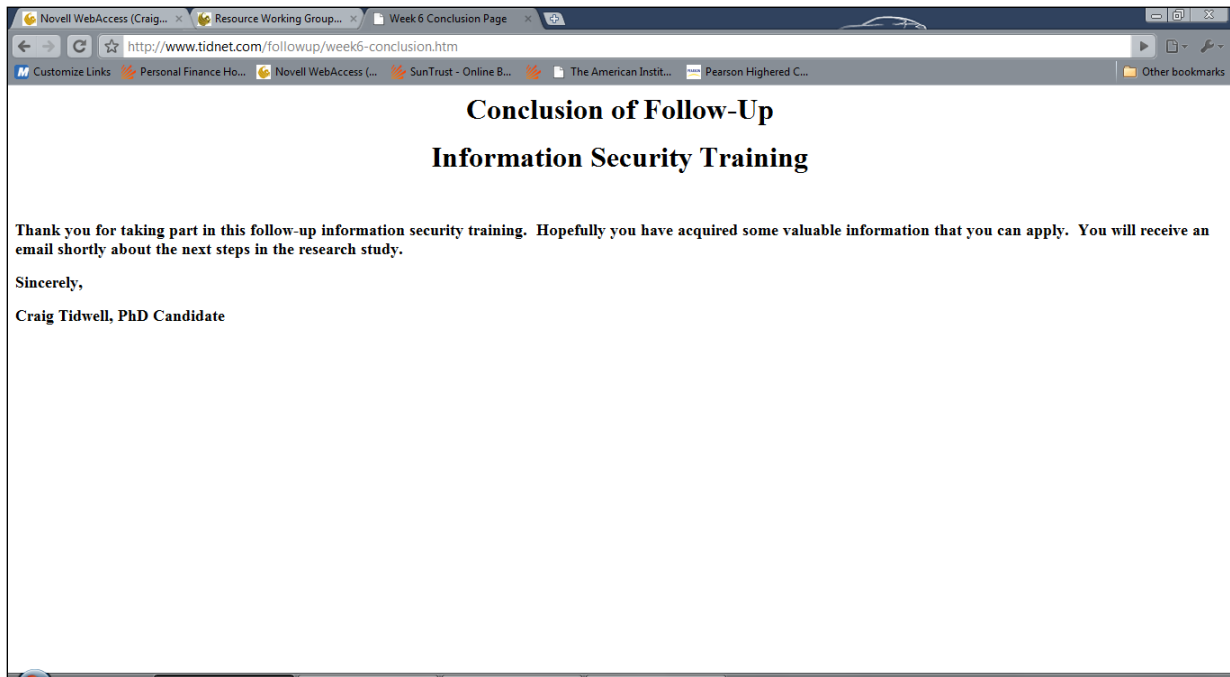 Novell WebAccess (Craig... Resource Working Group... Week 6 Conclusion Page
http://www.tidnet.com/followup/week6-conclusion.htm
Customize Links Personal Finance Ho... Novell WebAccess (... SunTrust - Online B... The American Instit... Pearson Highered C... Other bookmarks
Conclusion of Follow-Up
Information Security Training
Thank you for taking part in this follow-up information security training.  Hopefully you have acquired some valuable information that you can apply.  You will receive an
email shortly about the next steps in the research study.
Sincerely,
Craig Tidwell, PhD Candidate